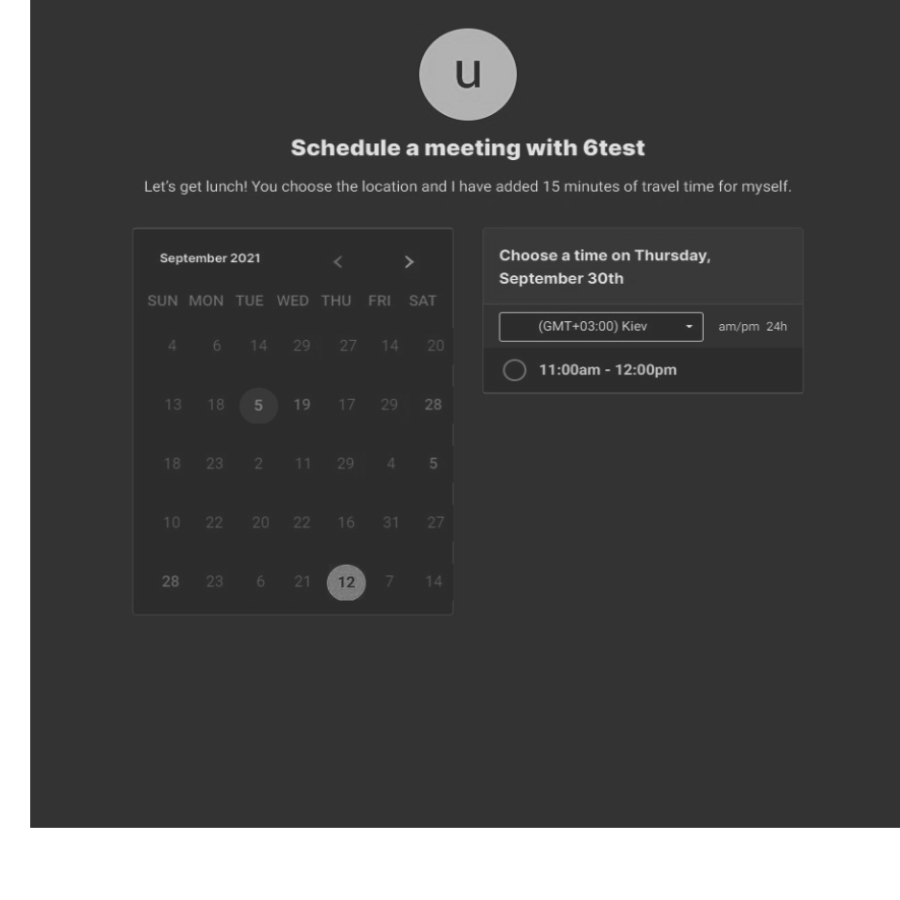 u
Schedule a meeting with 6test
Let's get lunch! You choose the location and I have added 15 minutes of travel time for myself.
September 2021 < >
SUN MON TUE WED THU FRI SAT
4 6 14 29 27 14 20
13 18 5 19 17 29 28
18 23 2 11 29 4 5
10 22 20 22 16 31 27
28 23 6 21 12 7 14
Choose a time on Thursday,
September 30th
(GMT+03:00) Kiev am/pm 24h
11:00am - 12:00pm